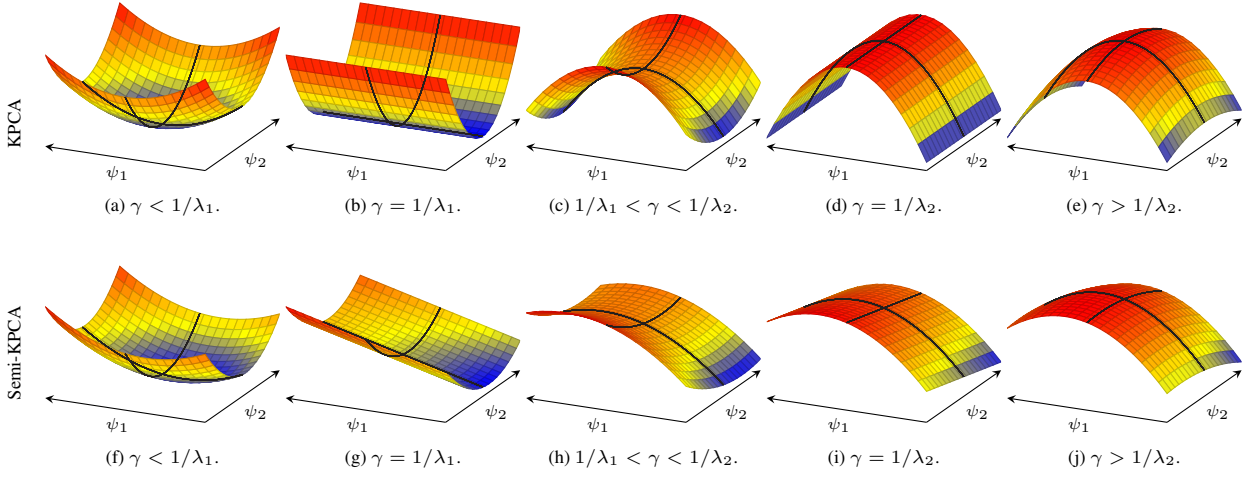 KPCA
ψ1 ψ2 ψ1 ψ2 ψ1 ψ2 ψ1 ψ2 ψ1 ψ2
(a) γ < 1/λ1. (b) γ = 1/λ1. (c) 1/λ1 < γ < 1/λ2. (d) γ = 1/λ2. (e) γ > 1/λ2.
Semi-KPCA
ψ1 ψ2 ψ1 ψ2 ψ1 ψ2 ψ1 ψ2 ψ1 ψ2
(f) γ < 1/λ1. (g) γ = 1/λ1. (h) 1/λ1 < γ < 1/λ2. (i) γ = 1/λ2. (j) γ > 1/λ2.